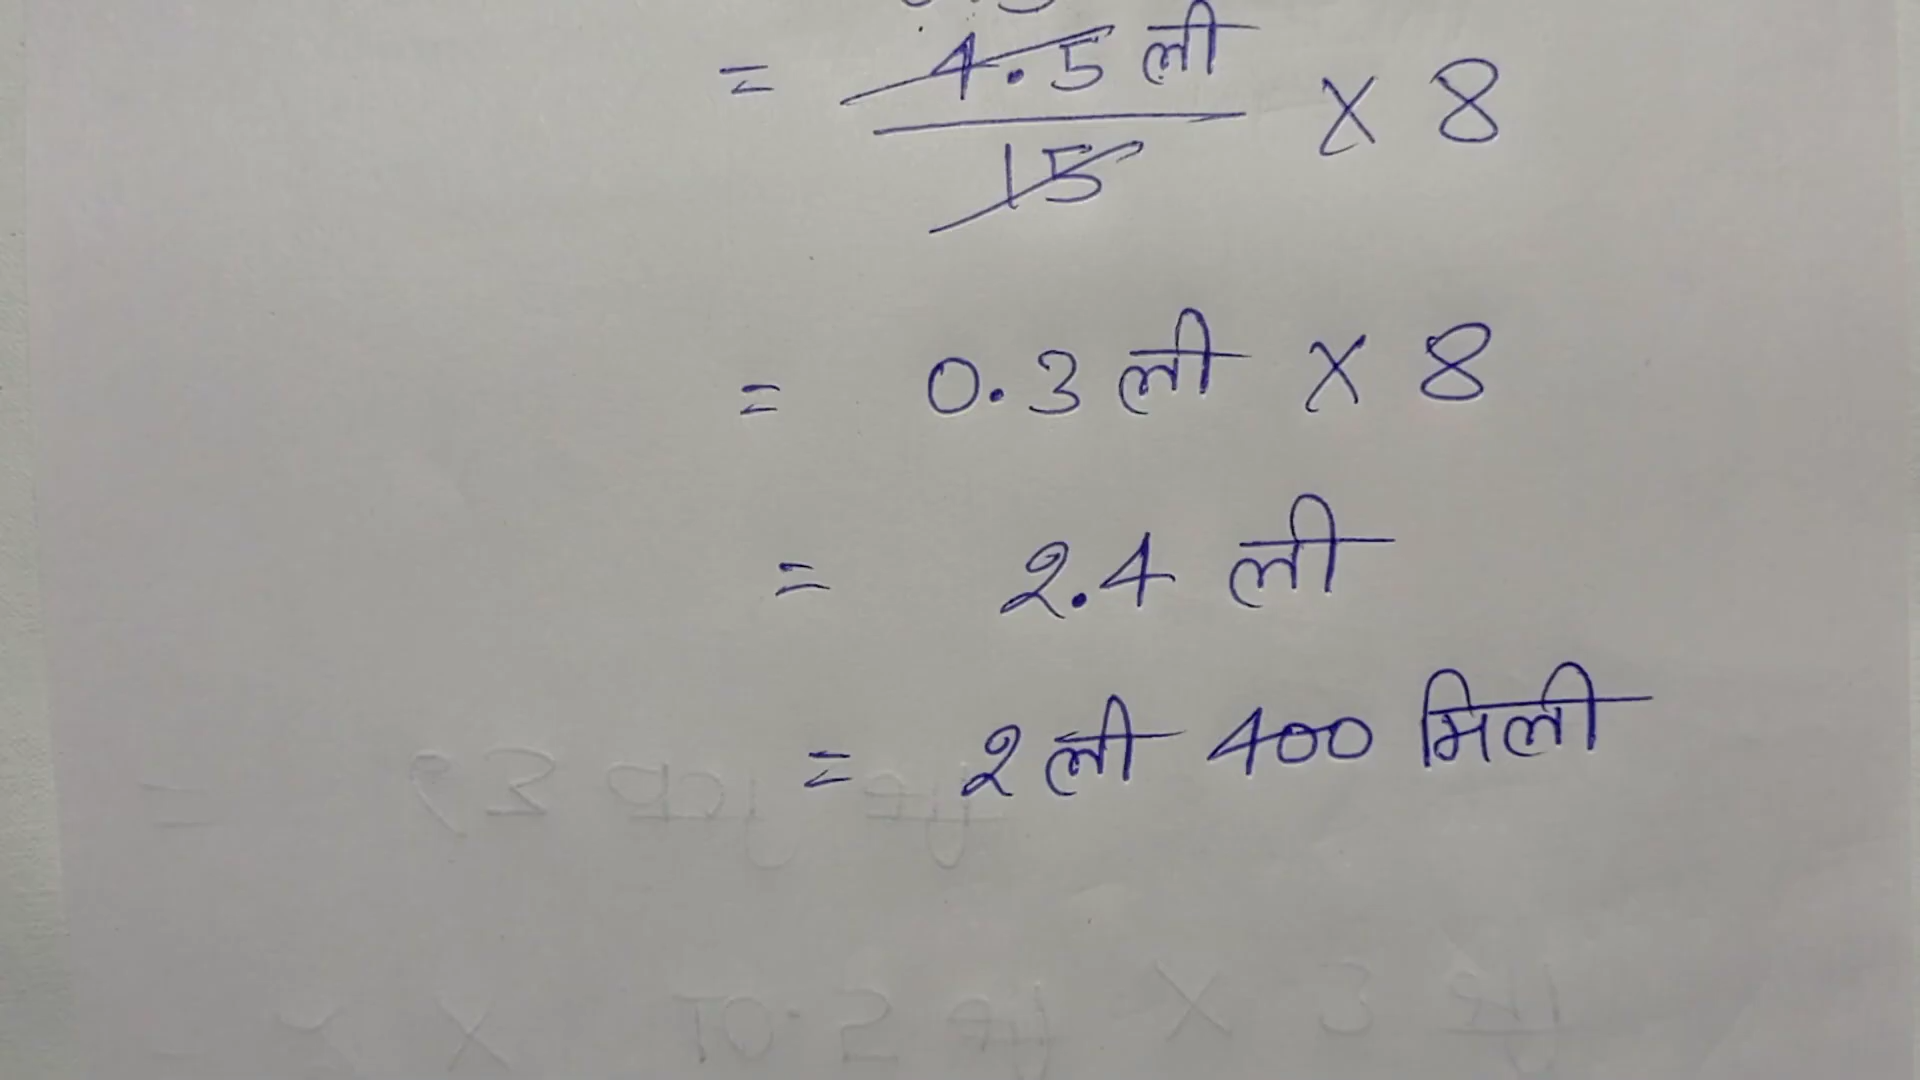 = 4.5 ली / 15 × 8
= 0.3 ली × 8
= 2.4 ली
= 2 ली 400 मिली